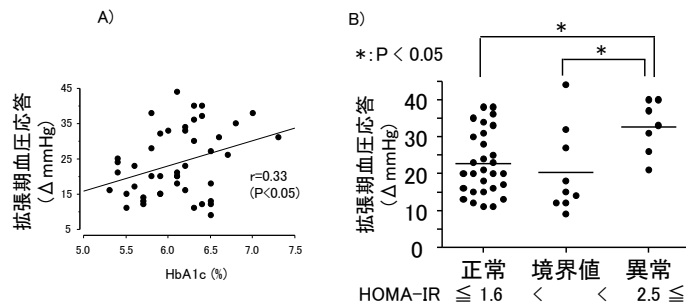 A)
拡張期血圧応答
(Δ mmHg)
45
35
25
15
5
r=0.33
(P<0.05)
5.0 5.5 6.0 6.5 7.0 7.5
HbA1c (%)
B)
*:P < 0.05
*
*
拡張期血圧応答
(Δ mmHg)
40
30
20
10
0
正常 境界値 異常
HOMA-IR ≦ 1.6 < < 2.5 ≦